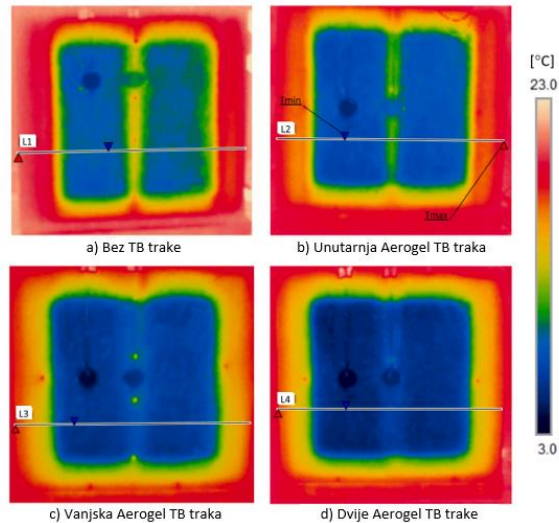 [°C]
23.0
L1
a) Bez TB trake
Tmin
L2
Tmax
b) Unutarnja Aerogel TB traka
L3
c) Vanjska Aerogel TB traka
L4
d) Dvije Aerogel TB trake
3.0